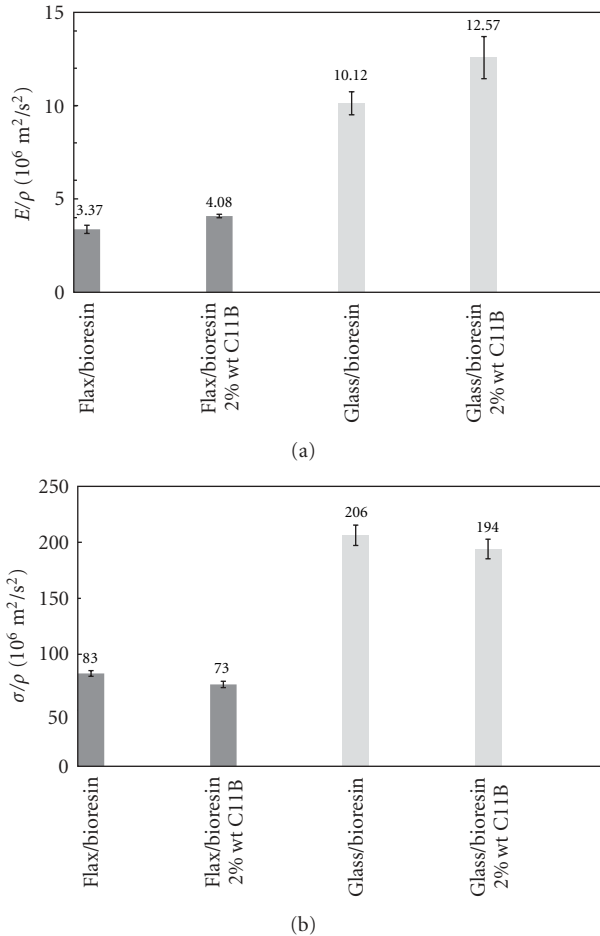 15
10
5
0
E/ρ (10⁶ m²/s²)
3.37
4.08
10.12
12.57
Flax/bioresin
Flax/bioresin
2% wt C11B
Glass/bioresin
Glass/bioresin
2% wt C11B
(a)
250
200
150
100
50
0
σ/ρ (10⁶ m²/s²)
83
73
206
194
Flax/bioresin
Flax/bioresin
2% wt C11B
Glass/bioresin
Glass/bioresin
2% wt C11B
(b)